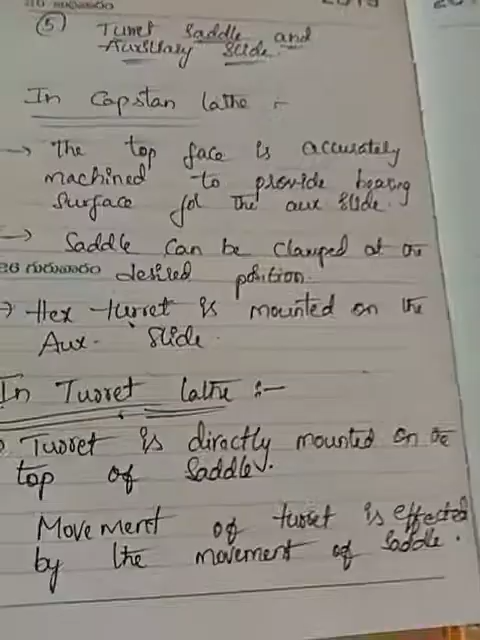 ⑤ Turret Saddle and
Auxiliary Slide.
In Capstan lathe :-
→ The top face is accurately
machined to provide bearing
Surface for the aux slide.
→ Saddle can be clamped at the
26 గురువారం desired position.
→ Hex turret is mounted on the
Aux. Slide.
In Turret lathe :-
Turret is directly mounted on the
top of Saddle.
Movement of turret is effected
by the movement of Saddle.